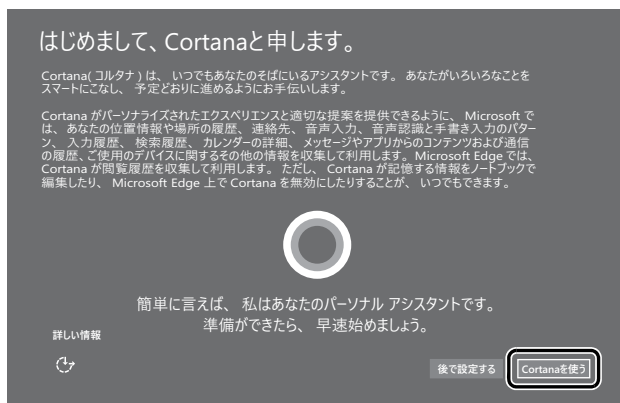 はじめまして、Cortanaと申します。
Cortana(コルタナ) は、 いつでもあなたのそばにいるアシスタントです。 あなたがいろいろなことを
スマートにこなし、 予定どおりに進めるようにお手伝いします。
Cortana がパーソナライズされたエクスペリエンスと適切な提案を提供できるように、 Microsoft で
は、 あなたの位置情報や場所の履歴、 連絡先、 音声入力、 音声認識と手書き入力のパター
ン、 入力履歴、 検索履歴、 カレンダーの詳細、 メッセージやアプリからのコンテンツおよび通信
の履歴、ご使用のデバイスに関するその他の情報を収集して利用します。Microsoft Edge では、
Cortana が閲覧履歴を収集して利用します。 ただし、 Cortana が記憶する情報をノートブックで
編集したり、 Microsoft Edge 上で Cortana を無効にしたりすることが、 いつでもできます。
簡単に言えば、 私はあなたのパーソナル アシスタントです。
準備ができたら、 早速始めましょう。
詳しい情報
後で設定する
Cortanaを使う